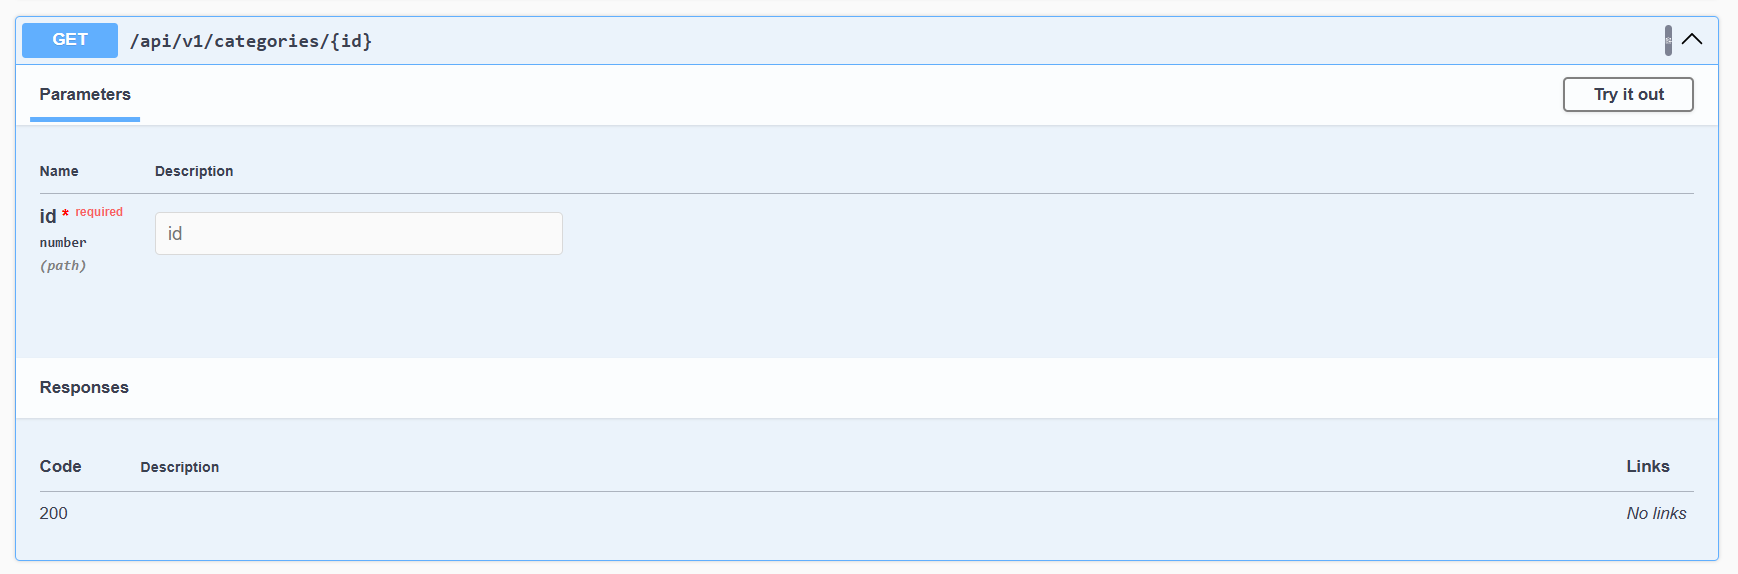 GET /api/v1/categories/{id}
Parameters
Try it out
Name Description
id * required
number
(path)
id
Responses
Code Description Links
200 No links